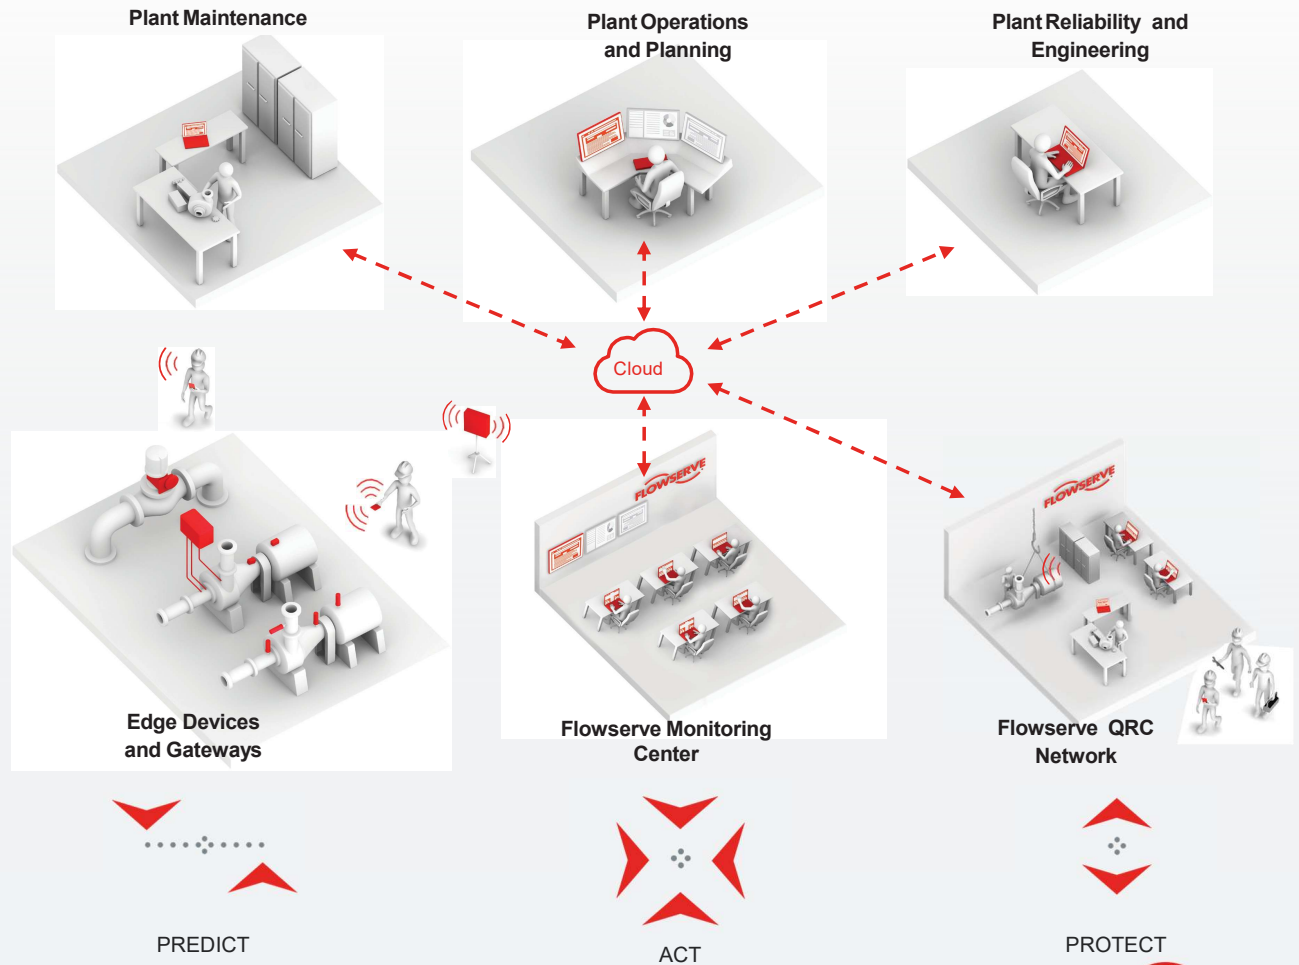 Plant Maintenance
Plant Operations
and Planning
Plant Reliability and
Engineering
Cloud
FLOWSERVE
FLOWSERVE
Edge Devices
and Gateways
Flowserve Monitoring
Center
Flowserve QRC
Network
PREDICT
ACT
PROTECT